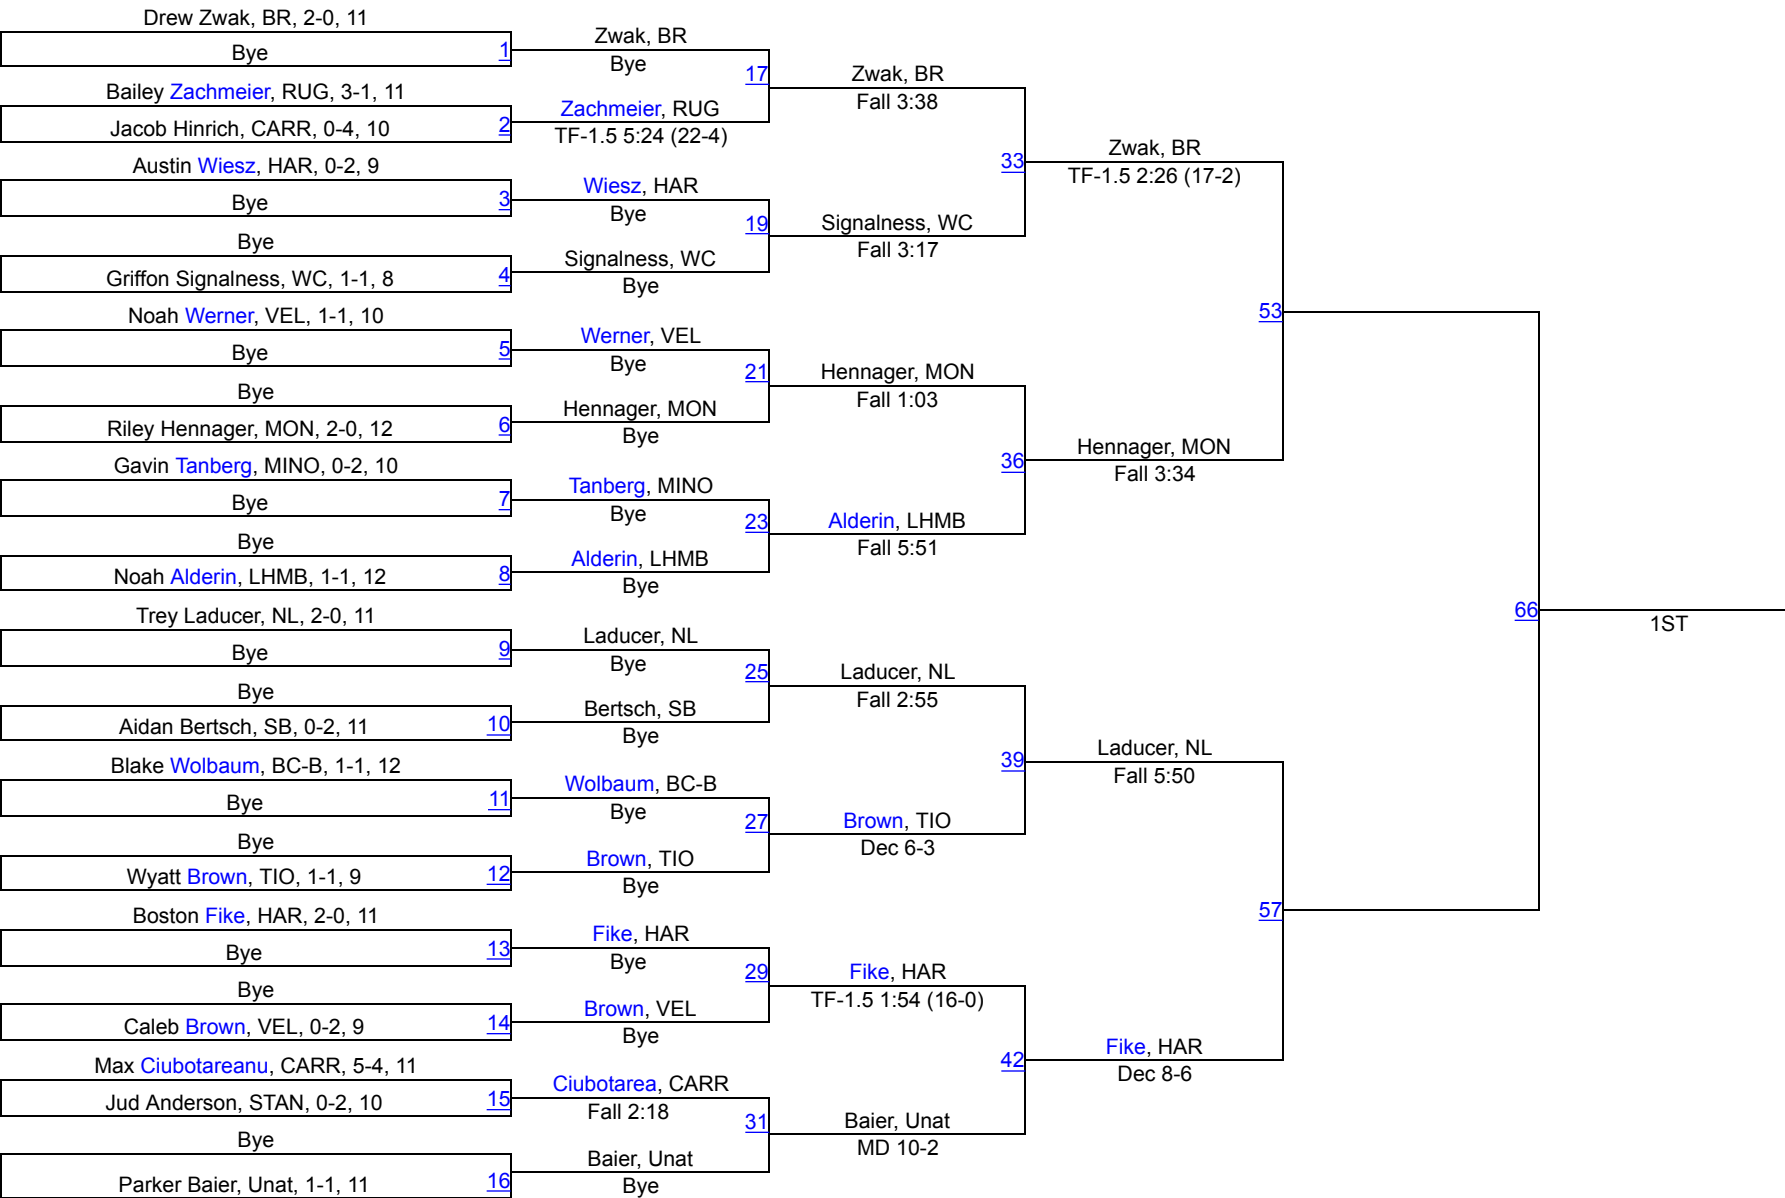 Drew Zwak, BR, 2-0, 11
Bye
1
Bailey Zachmeier, RUG, 3-1, 11
Jacob Hinrich, CARR, 0-4, 10
2
Austin Wiesz, HAR, 0-2, 9
Bye
3
Bye
Griffon Signalness, WC, 1-1, 8
4
Noah Werner, VEL, 1-1, 10
Bye
5
Bye
Riley Hennager, MON, 2-0, 12
6
Gavin Tanberg, MINO, 0-2, 10
Bye
7
Bye
Noah Alderin, LHMB, 1-1, 12
8
Trey Laducer, NL, 2-0, 11
Bye
9
Bye
Aidan Bertsch, SB, 0-2, 11
10
Blake Wolbaum, BC-B, 1-1, 12
Bye
11
Bye
Wyatt Brown, TIO, 1-1, 9
12
Boston Fike, HAR, 2-0, 11
Bye
13
Bye
Caleb Brown, VEL, 0-2, 9
14
Max Ciubotareanu, CARR, 5-4, 11
Jud Anderson, STAN, 0-2, 10
15
Bye
Parker Baier, Unat, 1-1, 11
16
Zwak, BR
Bye
17
Zachmeier, RUG
TF-1.5 5:24 (22-4)
Wiesz, HAR
Bye
19
Signalness, WC
Bye
Werner, VEL
Bye
21
Hennager, MON
Bye
Tanberg, MINO
Bye
23
Alderin, LHMB
Bye
Laducer, NL
Bye
25
Bertsch, SB
Bye
Wolbaum, BC-B
Bye
27
Brown, TIO
Bye
Fike, HAR
Bye
29
Brown, VEL
Bye
Ciubotarea, CARR
Fall 2:18
31
Baier, Unat
Bye
Zwak, BR
Fall 3:38
33
Signalness, WC
Fall 3:17
Hennager, MON
Fall 1:03
36
Alderin, LHMB
Fall 5:51
Laducer, NL
Fall 2:55
39
Brown, TIO
Dec 6-3
Fike, HAR
TF-1.5 1:54 (16-0)
42
Baier, Unat
MD 10-2
Zwak, BR
TF-1.5 2:26 (17-2)
53
Hennager, MON
Fall 3:34
Laducer, NL
Fall 5:50
57
Fike, HAR
Dec 8-6
66
1ST